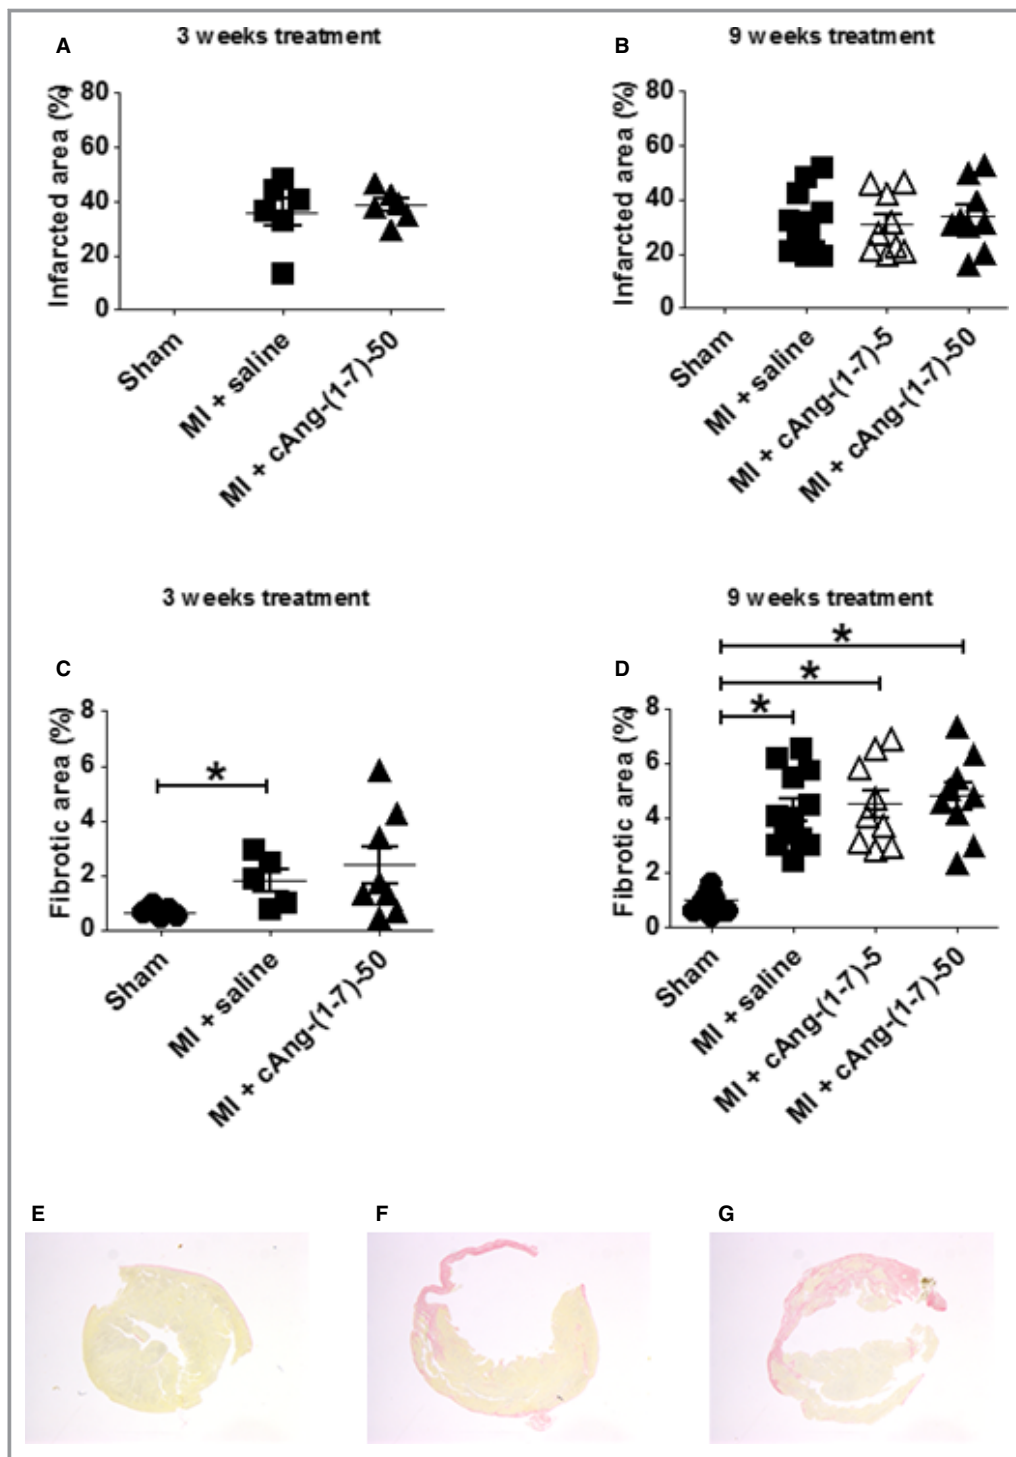 A
3 weeks treatment
Infarcted area (%)
80
60
40
20
0
Sham
MI + saline
MI + cAng-(1-7)-50
B
9 weeks treatment
Infarcted area (%)
80
60
40
20
0
Sham
MI + saline
MI + cAng-(1-7)-5
MI + cAng-(1-7)-50
C
3 weeks treatment
Fibrotic area (%)
8
6
4
2
0
*
Sham
MI + saline
MI + cAng-(1-7)-50
D
9 weeks treatment
Fibrotic area (%)
8
6
4
2
0
*
*
*
Sham
MI + saline
MI + cAng-(1-7)-5
MI + cAng-(1-7)-50
E
F
G